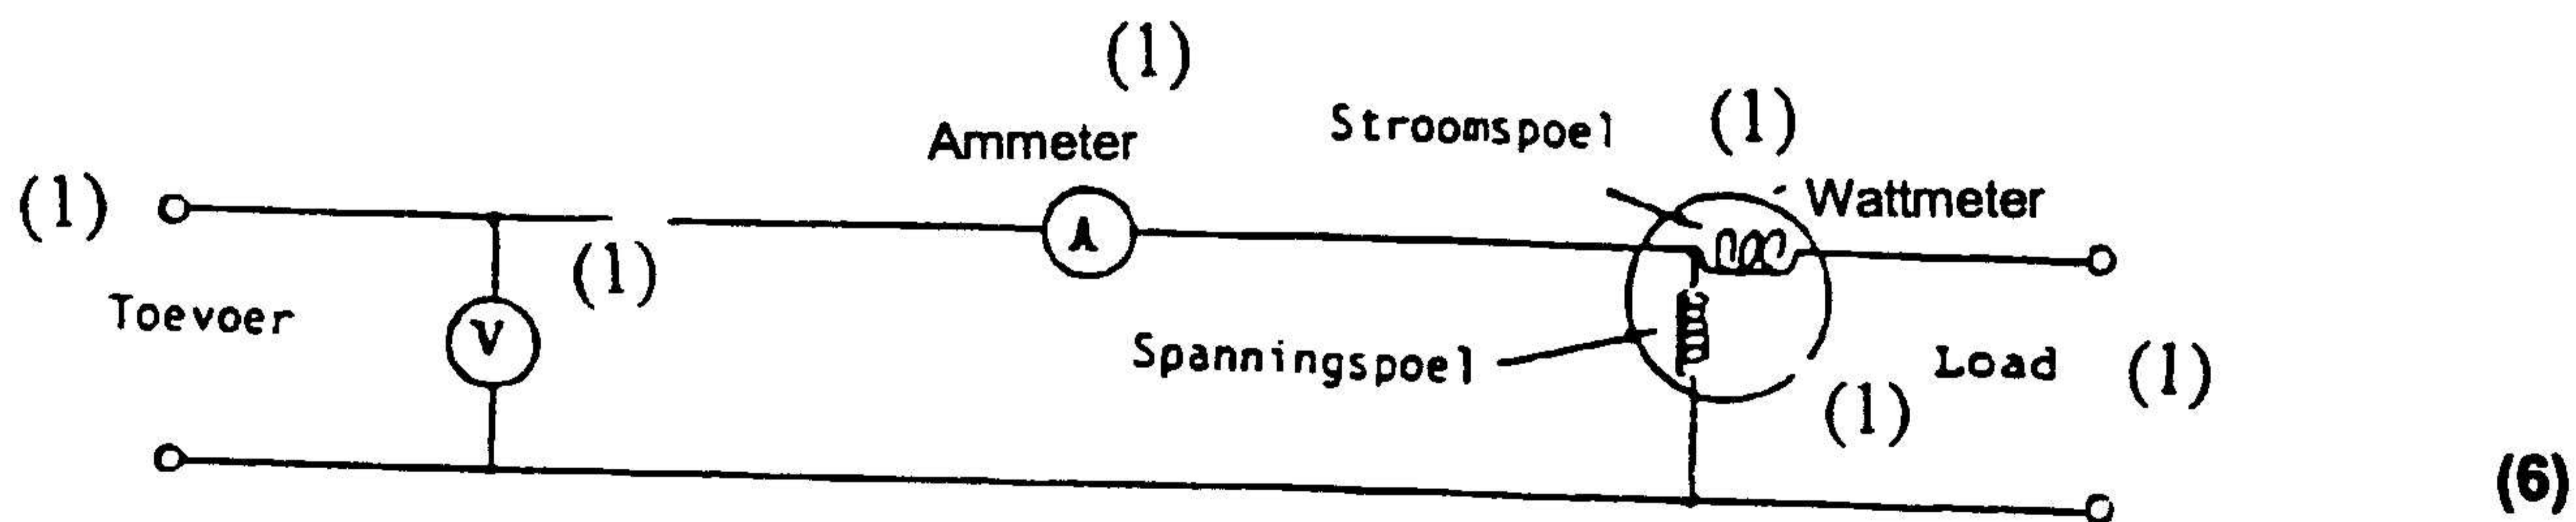 (1)
Ammeter
Stroomspoel
(1)
(1)
Wattmeter
A
(1)
Toevoer
V
Spanningspoel
Load
(1)
(1)
(6)